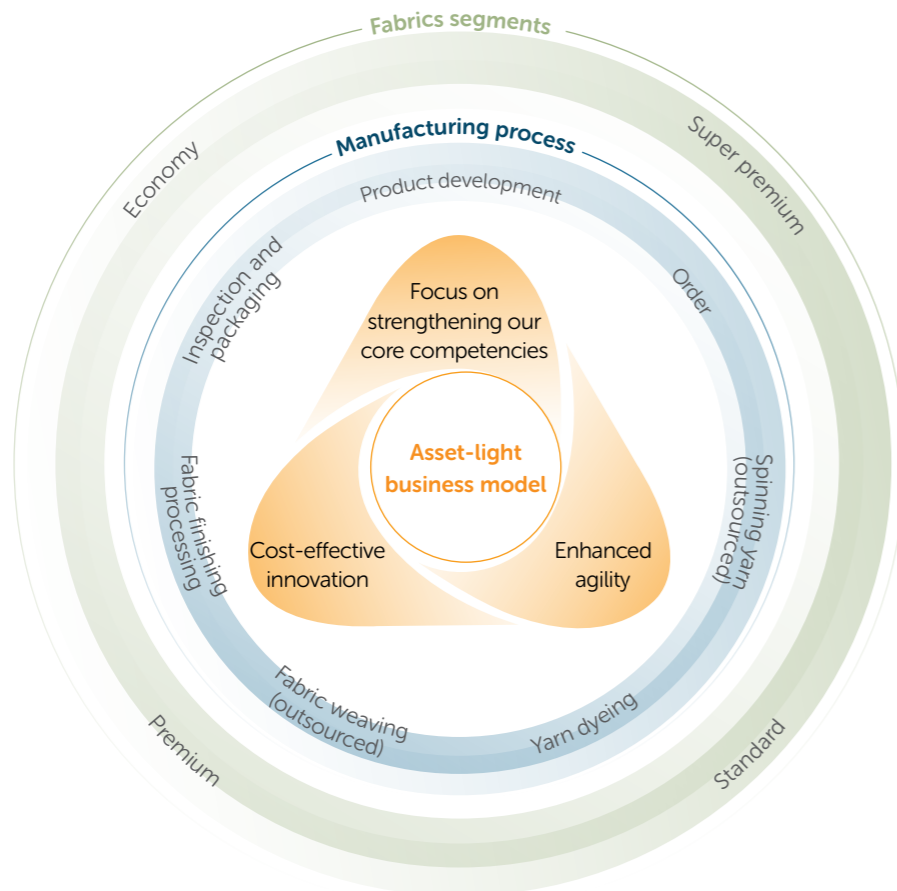 Fabrics segments
Super premium
Standard
Premium
Economy
Manufacturing process
Product development
Order
Spinning yarn
(outsourced)
Yarn dyeing
Fabric weaving
(outsourced)
Fabric finishing
processing
Inspection and
packaging
Focus on
strengthening our
core competencies
Enhanced
agility
Cost-effective
innovation
Asset-light
business model